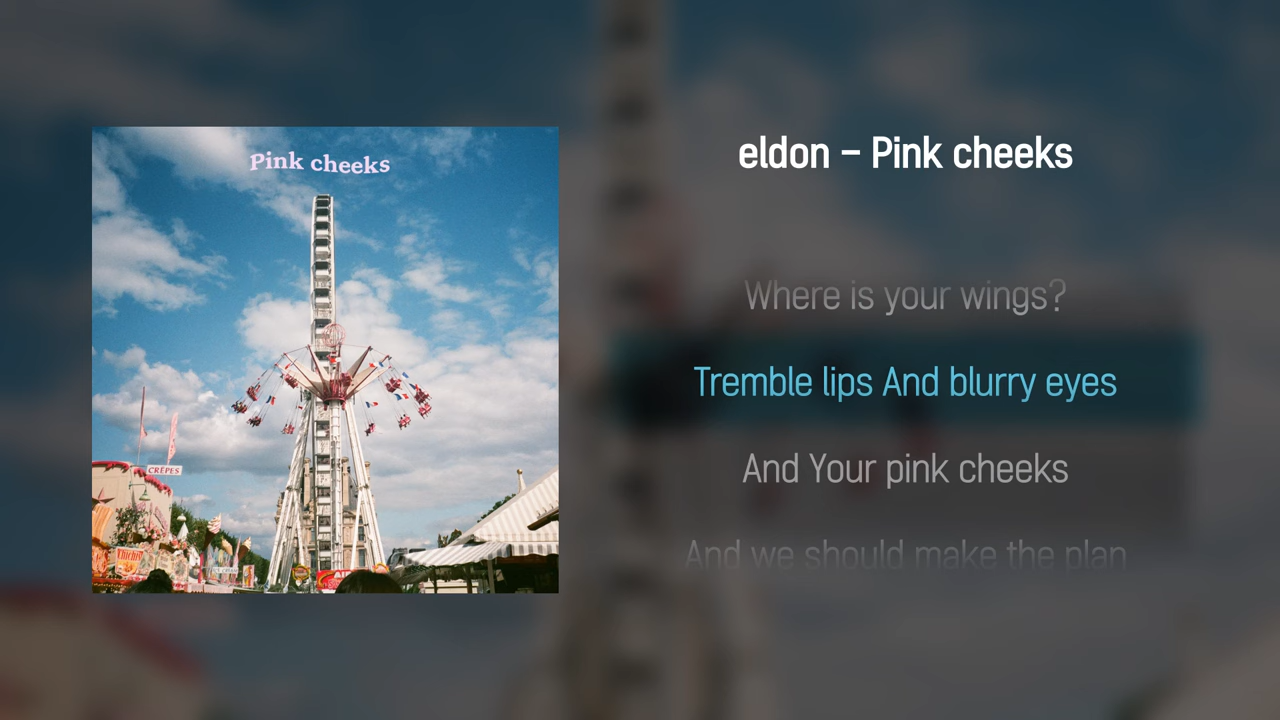 Pink cheeks
CRÊPES
eldon – Pink cheeks
Where is your wings?
Tremble lips And blurry eyes
And Your pink cheeks
And we should make the plan